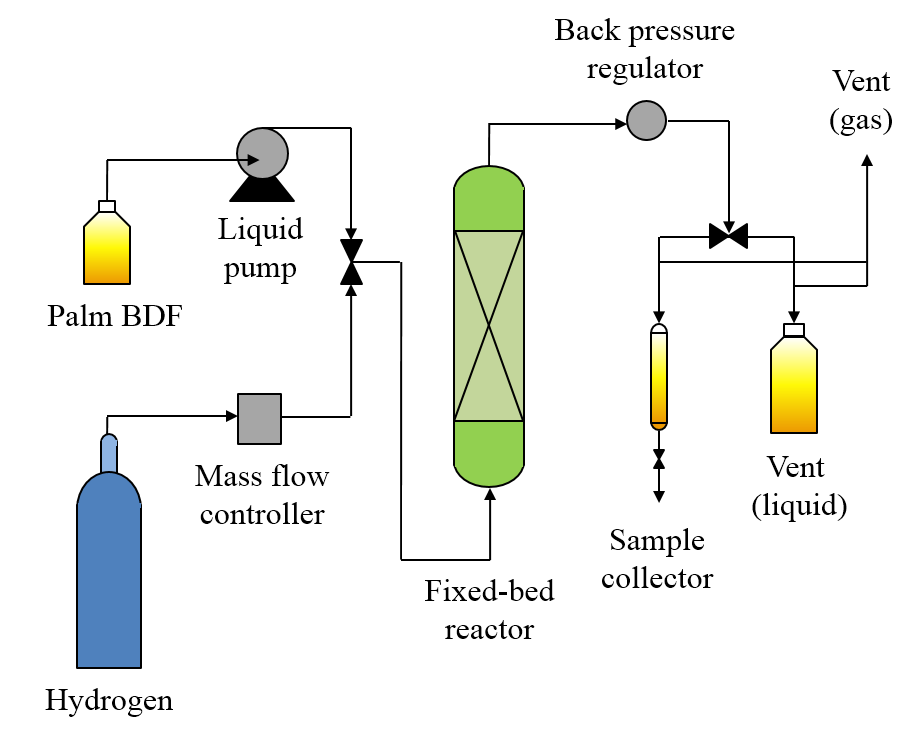 Back pressure
regulator
Vent
(gas)
Liquid
pump
Palm BDF
Mass flow
controller
Vent
(liquid)
Sample
collector
Fixed-bed
reactor
Hydrogen